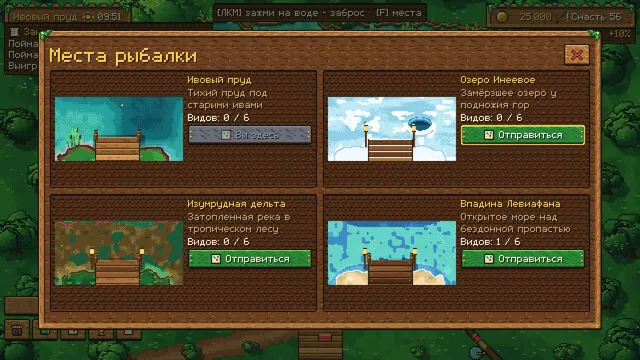 Ивовый пруд 09:51
[ЛКМ] зажми на воде - заброс [F] места
25,000 / !Снасть 56
+10%
Пойма
Пойма
Выигр
Места рыбалки
Ивовый пруд
Тихий пруд под
старыми ивами
Видов: 0 / 6
Вы здесь
Озеро Инеевое
Замёрзшее озеро у
подножия гор
Видов: 0 / 6
Отправиться
Изумрудная дельта
Затопленная река в
тропическом лесу
Видов: 0 / 6
Отправиться
Впадина Левиафана
Открытое море над
бездонной пропастью
Видов: 1 / 6
Отправиться